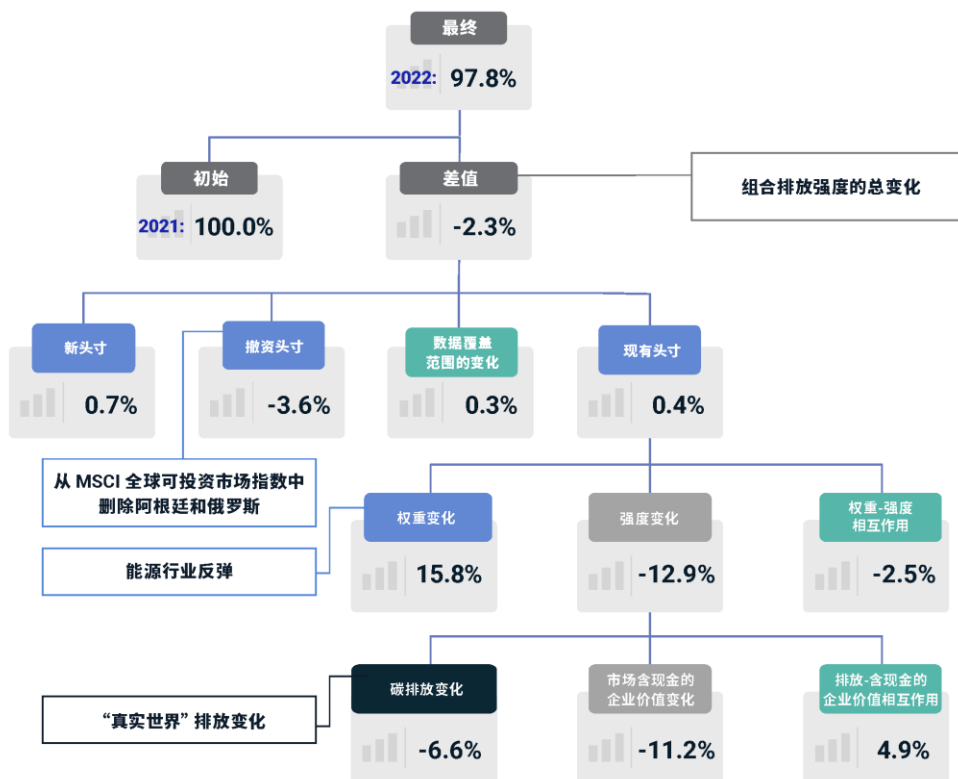 最终
2022: 97.8%
初始
2021: 100.0%
差值
-2.3%
组合排放强度的总变化
新头寸
0.7%
撤资头寸
-3.6%
数据覆盖
范围的变化
0.3%
现有头寸
0.4%
从 MSCI 全球可投资市场指数中
删除阿根廷和俄罗斯
能源行业反弹
权重变化
15.8%
强度变化
-12.9%
权重-强度
相互作用
-2.5%
“真实世界” 排放变化
碳排放变化
-6.6%
市场含现金的
企业价值变化
-11.2%
排放-含现金的
企业价值相互作用
4.9%